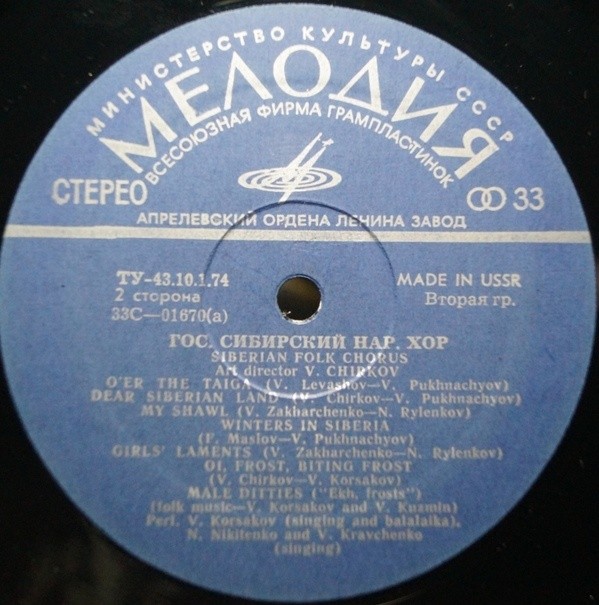 МИНИСТЕРСТВО КУЛЬТУРЫ СССР
МЕЛОДИЯ
ВСЕСОЮЗНАЯ ФИРМА ГРАМПЛАСТИНОК
СТЕРЕО
33
АПРЕЛЕВСКИЙ ОРДЕНА ЛЕНИНА ЗАВОД
ТУ-43.10.1.74
2 сторона
33С—01670(а)
MADE IN USSR
Вторая гр.
ГОС. СИБИРСКИЙ НАР. ХОР
SIBERIAN FOLK CHORUS
Art director V. CHIRKOV
O'ER THE TAIGA (V. Levashov—V. Pukhnachyov)
DEAR SIBERIAN LAND (V. Chirkov—V. Pukhnachyov)
MY SHAWL (V. Zakharchenko—N. Rylenkov)
WINTERS IN SIBERIA
(F. Maslov—V. Pukhnachyov)
GIRLS' LAMENTS (V. Zakharchenko—N. Rylenkov)
OI, FROST, BITING FROST
(V. Chirkov—V. Korsakov)
MALE DITTIES ("Ekh, frosts")
(folk music—V. Korsakov and V. Kuzmin)
Perf. V. Korsakov (singing and balalaika),
N. Nikitenko and V. Kravchenko
(singing)